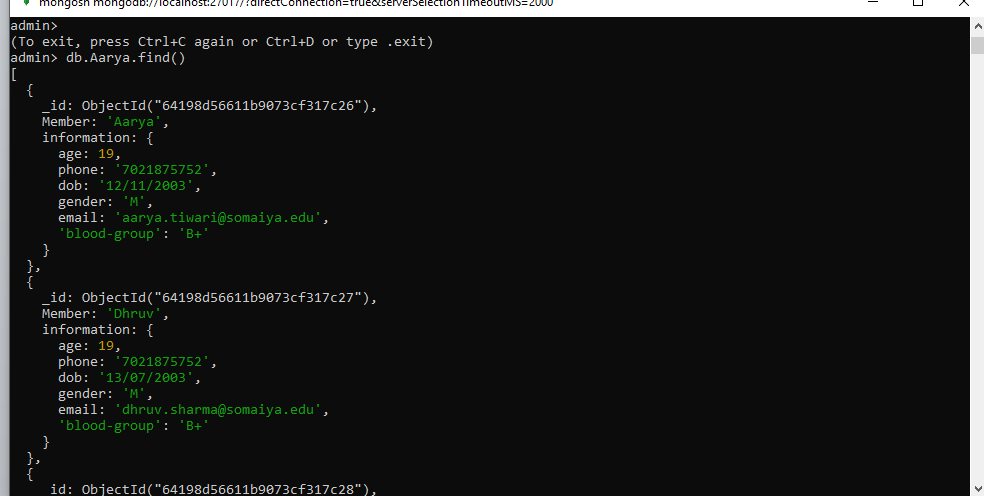 mongosh mongodb://localhost:27017/?directConnection=true&serverSelectionTimeoutMS=2000
admin>
(To exit, press Ctrl+C again or Ctrl+D or type .exit)
admin> db.Aarya.find()
[
  {
    _id: ObjectId("64198d56611b9073cf317c26"),
    Member: 'Aarya',
    information: {
      age: 19,
      phone: '7021875752',
      dob: '12/11/2003',
      gender: 'M',
      email: 'aarya.tiwari@somaiya.edu',
      'blood-group': 'B+'
    }
  },
  {
    _id: ObjectId("64198d56611b9073cf317c27"),
    Member: 'Dhruv',
    information: {
      age: 19,
      phone: '7021875752',
      dob: '13/07/2003',
      gender: 'M',
      email: 'dhruv.sharma@somaiya.edu',
      'blood-group': 'B+'
    }
  },
  {
    _id: ObjectId("64198d56611b9073cf317c28"),